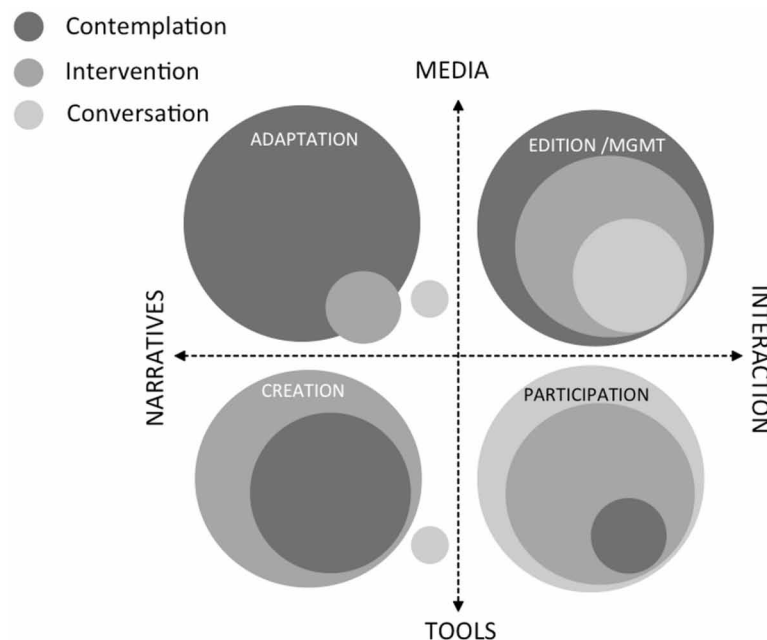 Contemplation
Intervention
Conversation
MEDIA
ADAPTATION
EDITION /MGMT
NARRATIVES
INTERACTION
CREATION
PARTICIPATION
TOOLS